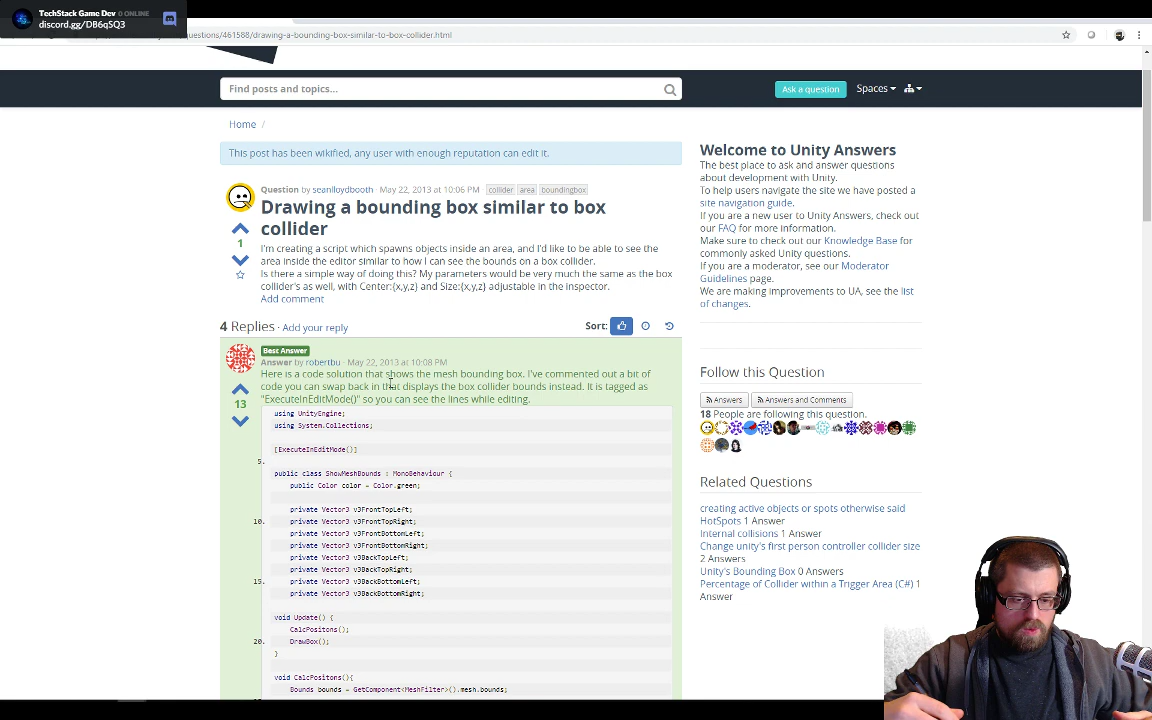 TechStack Game Dev 0 ONLINE
discord.gg/DB6qSQ3
questions/461588/drawing-a-bounding-box-similar-to-box-collider.html
Find posts and topics...
Ask a question
Spaces
Home /
This post has been wikified, any user with enough reputation can edit it.
Question by seanlloydbooth · May 22, 2013 at 10:06 PM · collider area boundingbox
Drawing a bounding box similar to box
collider
1
I'm creating a script which spawns objects inside an area, and I'd like to be able to see the
area inside the editor similar to how I can see the bounds on a box collider.
Is there a simple way of doing this? My parameters would be very much the same as the box
collider's as well, with Center:{x,y,z} and Size:{x,y,z} adjustable in the inspector.
Add comment
4 Replies · Add your reply
Sort:
Best Answer
Answer by robertbu · May 22, 2013 at 10:08 PM
13
Here is a code solution that shows the mesh bounding box. I've commented out a bit of
code you can swap back in that displays the box collider bounds instead. It is tagged as
"ExecuteInEditMode()" so you can see the lines while editing.
using UnityEngine;
using System.Collections;
[ExecuteInEditMode()]
5.
public class ShowMeshBounds : MonoBehaviour {
public Color color = Color.green;
private Vector3 v3FrontTopLeft;
10. private Vector3 v3FrontTopRight;
private Vector3 v3FrontBottomLeft;
private Vector3 v3FrontBottomRight;
private Vector3 v3BackTopLeft;
private Vector3 v3BackTopRight;
15. private Vector3 v3BackBottomLeft;
private Vector3 v3BackBottomRight;
void Update() {
CalcPositons();
20. DrawBox();
}
void CalcPositons(){
Bounds bounds = GetComponent<MeshFilter>().mesh.bounds;
Welcome to Unity Answers
The best place to ask and answer questions
about development with Unity.
To help users navigate the site we have posted a
site navigation guide.
If you are a new user to Unity Answers, check out
our FAQ for more information.
Make sure to check out our Knowledge Base for
commonly asked Unity questions.
If you are a moderator, see our Moderator
Guidelines page.
We are making improvements to UA, see the list
of changes.
Follow this Question
Answers
Answers and Comments
18 People are following this question.
Related Questions
creating active objects or spots otherwise said
HotSpots 1 Answer
Internal collisions 1 Answer
Change unity's first person controller collider size
2 Answers
Unity's Bounding Box 0 Answers
Percentage of Collider within a Trigger Area (C#) 1
Answer